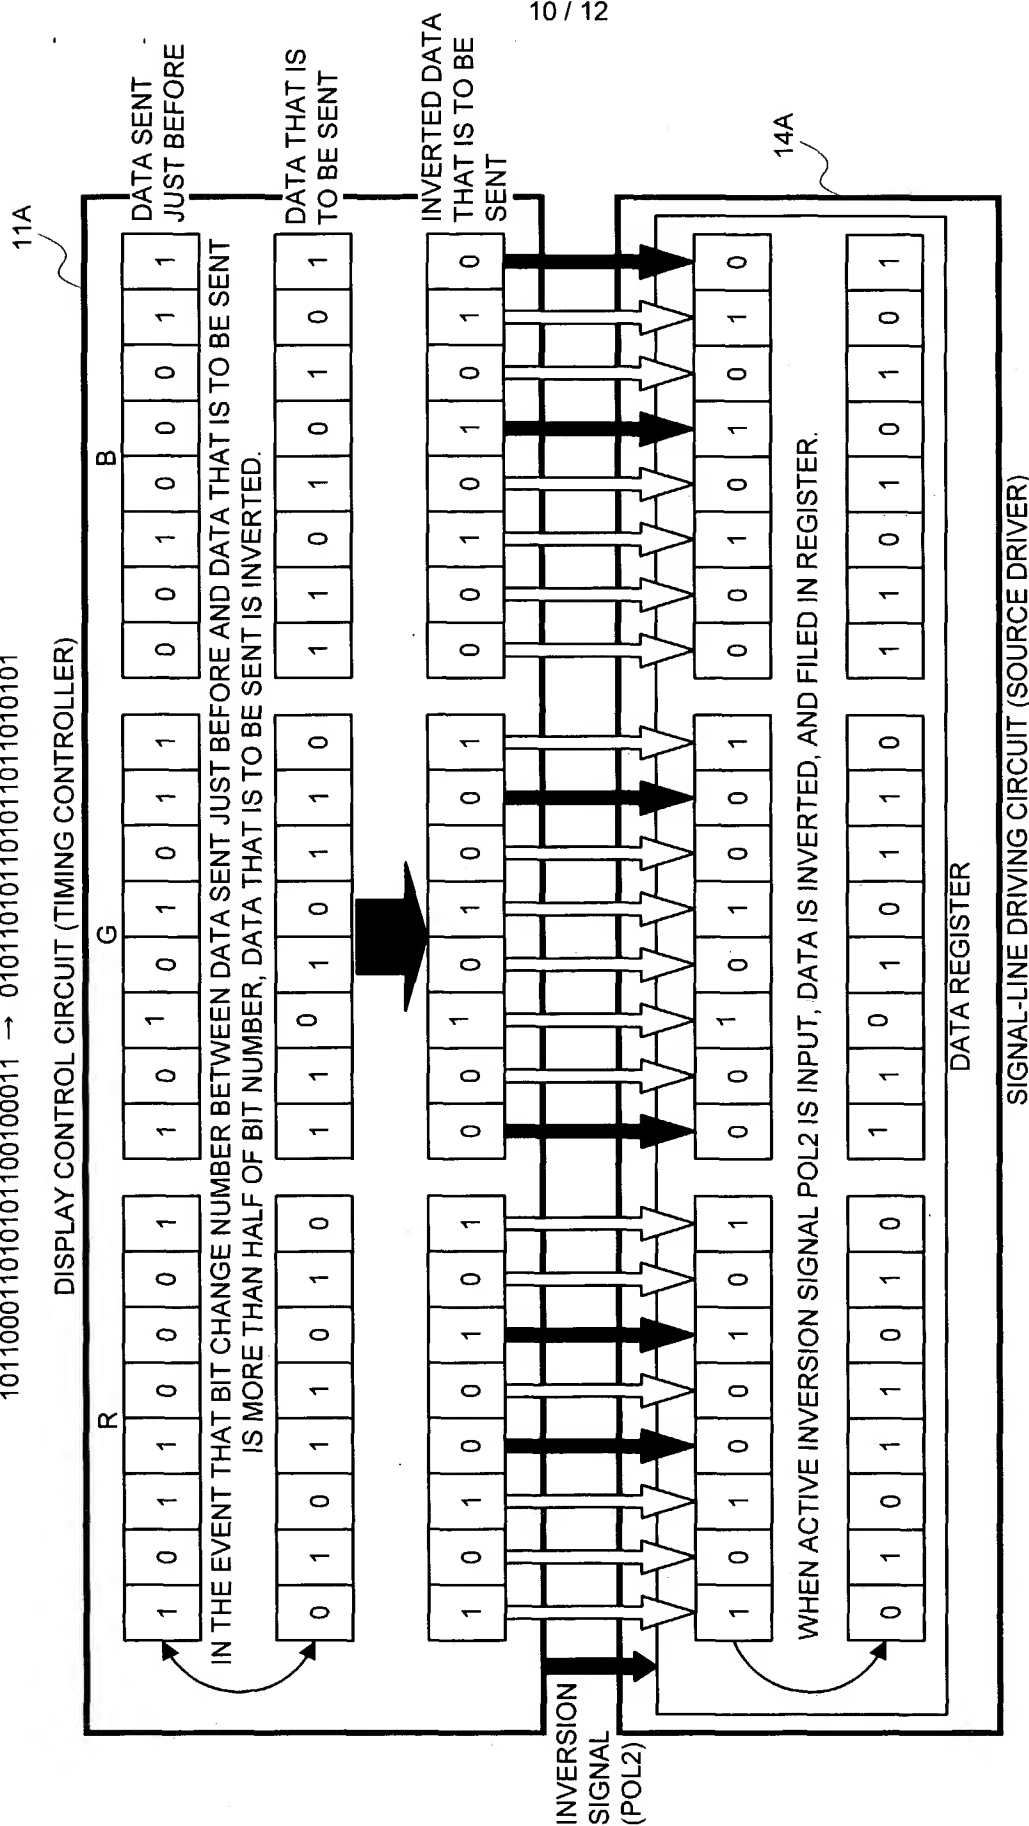 10 / 12
101100011010101100100011 → 010110101101011011010101
DISPLAY CONTROL CIRCUIT (TIMING CONTROLLER)
11A
R G B
1 0 1 1 0 0 0 1 1 0 1 0 1 0 1 1 0 0 1 0 0 0 1 1
DATA SENT
JUST BEFORE
IN THE EVENT THAT BIT CHANGE NUMBER BETWEEN DATA SENT JUST BEFORE AND DATA THAT IS TO BE SENT
IS MORE THAN HALF OF BIT NUMBER, DATA THAT IS TO BE SENT IS INVERTED.
0 1 0 1 1 0 1 0 1 1 0 1 0 1 1 0 1 1 0 1 0 1 0 1
DATA THAT IS
TO BE SENT
1 0 1 0 0 1 0 1 0 0 1 0 1 0 0 1 0 0 1 0 1 0 1 0
INVERTED DATA
THAT IS TO BE
SENT
INVERSION
SIGNAL
(POL2)
14A
1 0 1 0 0 1 0 1 0 0 1 0 1 0 0 1 0 0 1 0 1 0 1 0
WHEN ACTIVE INVERSION SIGNAL POL2 IS INPUT, DATA IS INVERTED, AND FILED IN REGISTER.
0 1 0 1 1 0 1 0 1 1 0 1 0 1 1 0 1 1 0 1 0 1 0 1
DATA REGISTER
SIGNAL-LINE DRIVING CIRCUIT (SOURCE DRIVER)